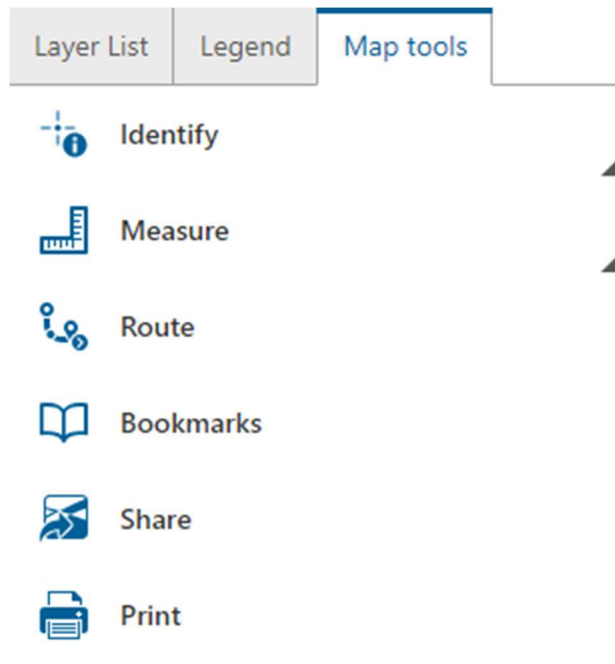 Layer List Legend Map tools
Identify
Measure
Route
Bookmarks
Share
Print